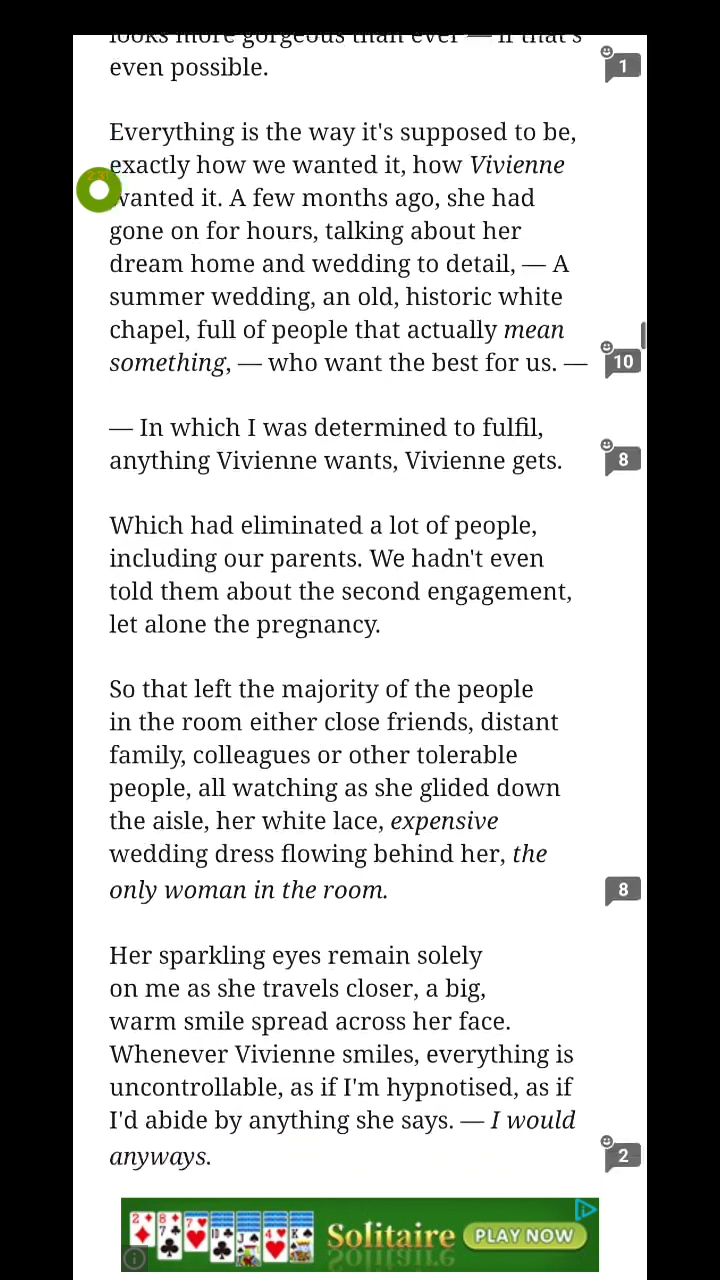 looks more gorgeous than ever — if that's
even possible.
1
Everything is the way it's supposed to be,
exactly how we wanted it, how Vivienne
wanted it. A few months ago, she had
gone on for hours, talking about her
dream home and wedding to detail, — A
summer wedding, an old, historic white
chapel, full of people that actually mean
something, — who want the best for us. —
10
— In which I was determined to fulfil,
anything Vivienne wants, Vivienne gets.
8
Which had eliminated a lot of people,
including our parents. We hadn't even
told them about the second engagement,
let alone the pregnancy.
So that left the majority of the people
in the room either close friends, distant
family, colleagues or other tolerable
people, all watching as she glided down
the aisle, her white lace, expensive
wedding dress flowing behind her, the
only woman in the room.
8
Her sparkling eyes remain solely
on me as she travels closer, a big,
warm smile spread across her face.
Whenever Vivienne smiles, everything is
uncontrollable, as if I'm hypnotised, as if
I'd abide by anything she says. — I would
anyways.
2
Solitaire PLAY NOW